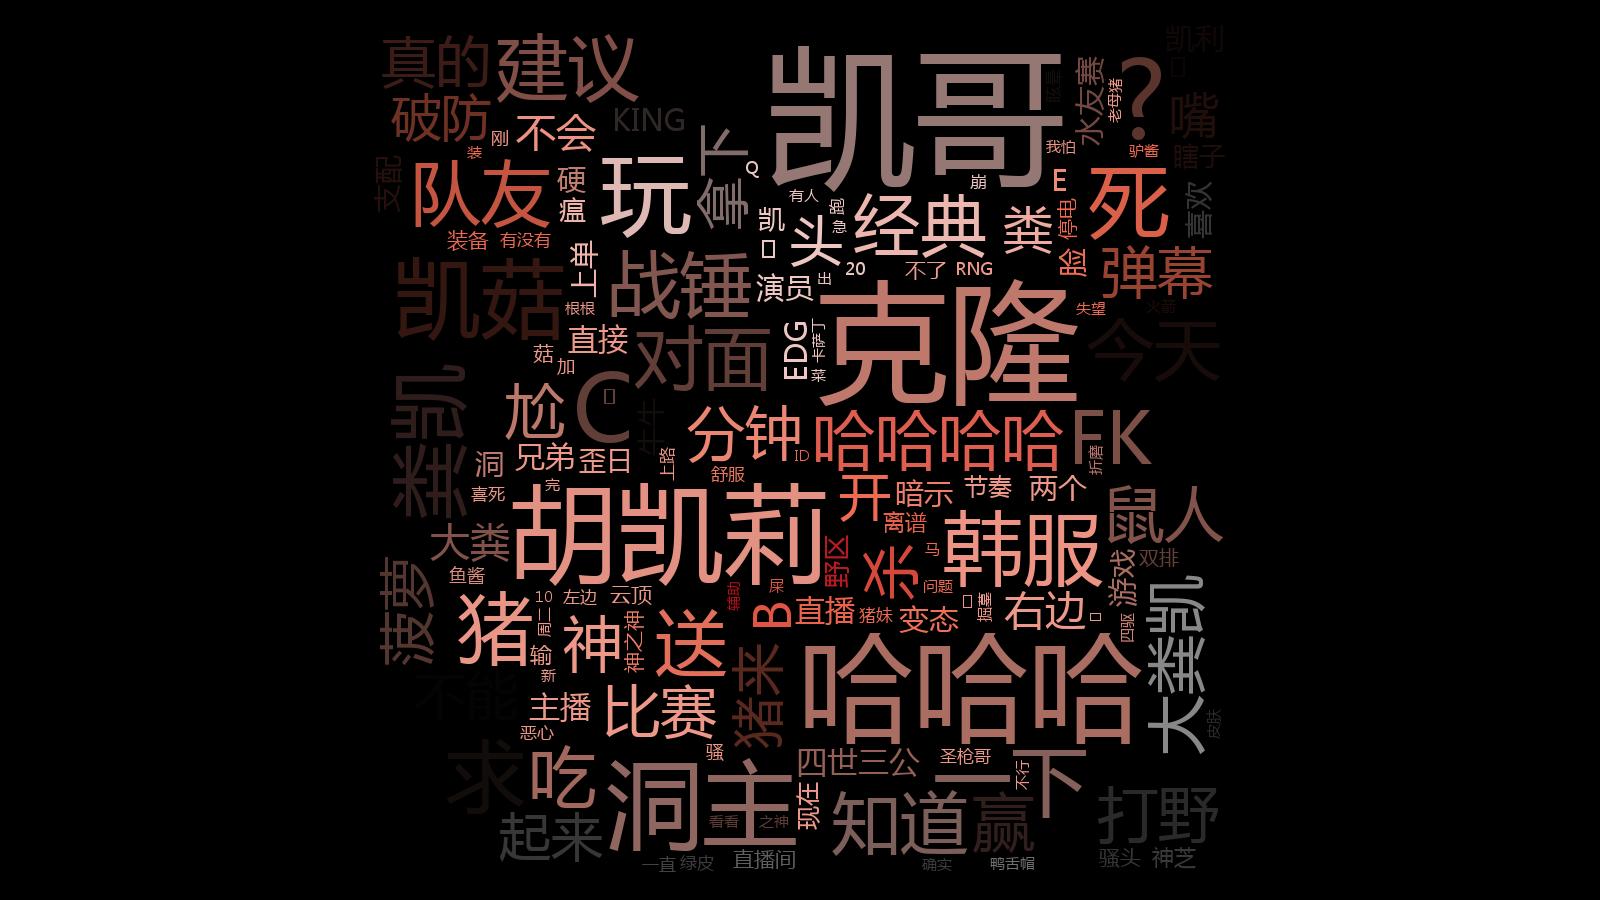 真的
建议
凯哥
凯利
?
水友赛
老母猪
嘴
破防
刚
不会
KING
拿下
装
我怕
驴酱
瞎子
支配
队友
硬
瘟
玩
Q
有人
崩
E
死
喜欢
凯
跑
急
头
经典
粪
停电
装备
有没有
上单
战锤
演员
出
20
不了
RNG
脸
弹幕
凯菇
根根
失望
火箭
克隆
直接
对面
EDG
卡萨丁
菜
今天
菇
加
娄凯
尬
C
牛牛
分钟
ID
哈哈哈哈
FK
折磨
洞
兄弟
歪日
上路
舒服
喜死
完
胡凯莉
开
暗示
节奏
两个
鼠人
离谱
大粪
野区
杀
马
韩服
双排
鱼酱
屎
问题
游戏
菠萝
猪
10
左边
云顶
辅助
B
直播
猪妹
变态
掘墓
右边
四驱
大娄凯
周二
神
神之神
送
输
新
猪来
哈哈哈
不能
主播
比赛
皮肤
恶心
骚
求
吃
洞主
四世三公
圣枪哥
不行
一下
现在
知道
赢
打野
起来
看看
之神
一直
绿皮
直播间
确实
鸭舌帽
骚头
神芝